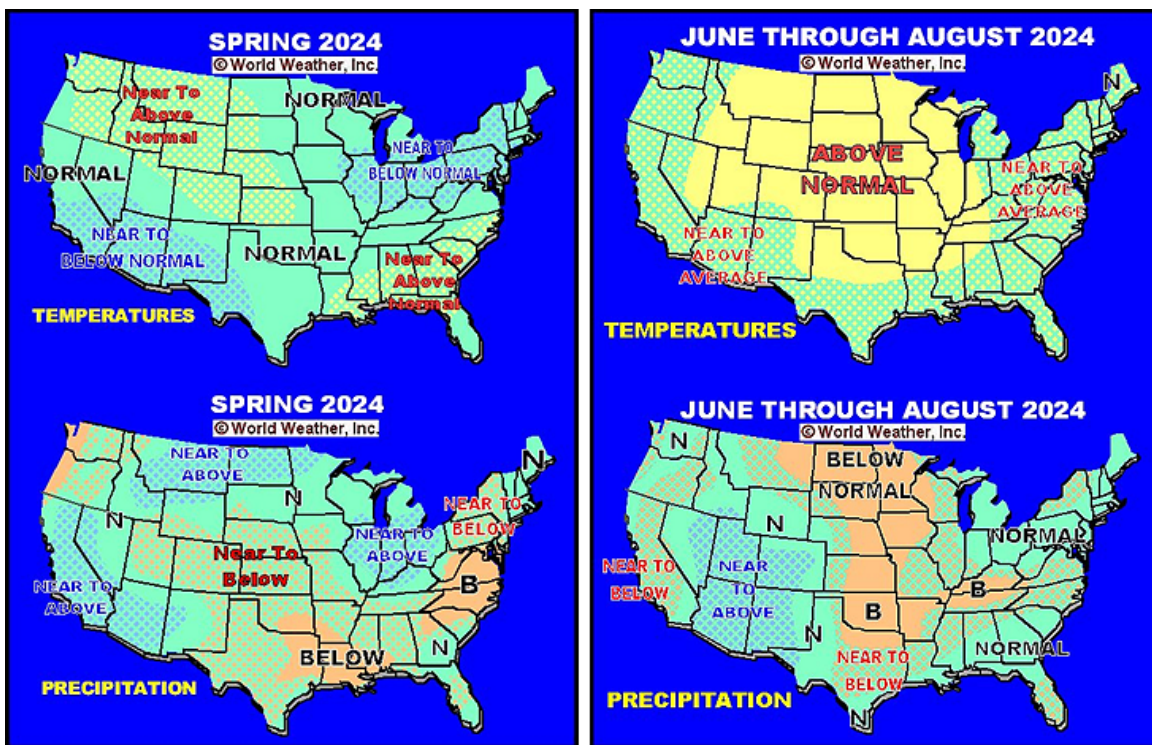 SPRING 2024
© World Weather, Inc.
Near To
Above
Normal
NORMAL
NEAR TO
BELOW NORMAL
NORMAL
NEAR TO
BELOW NORMAL
NORMAL
Near To
Above
Normal
TEMPERATURES
JUNE THROUGH AUGUST 2024
© World Weather, Inc.
N
ABOVE
NORMAL
NEAR TO
ABOVE
AVERAGE
NEAR TO
ABOVE
AVERAGE
TEMPERATURES
SPRING 2024
© World Weather, Inc.
NEAR TO
ABOVE
N
N
N
NEAR TO
BELOW
NEAR TO
ABOVE
Near To
Below
NEAR TO
ABOVE
B
N
BELOW
PRECIPITATION
JUNE THROUGH AUGUST 2024
© World Weather, Inc.
N
BELOW
NORMAL
N
NORMAL
NEAR TO
BELOW
NEAR
TO
ABOVE
B
B
N
NORMAL
NEAR TO
BELOW
N
PRECIPITATION